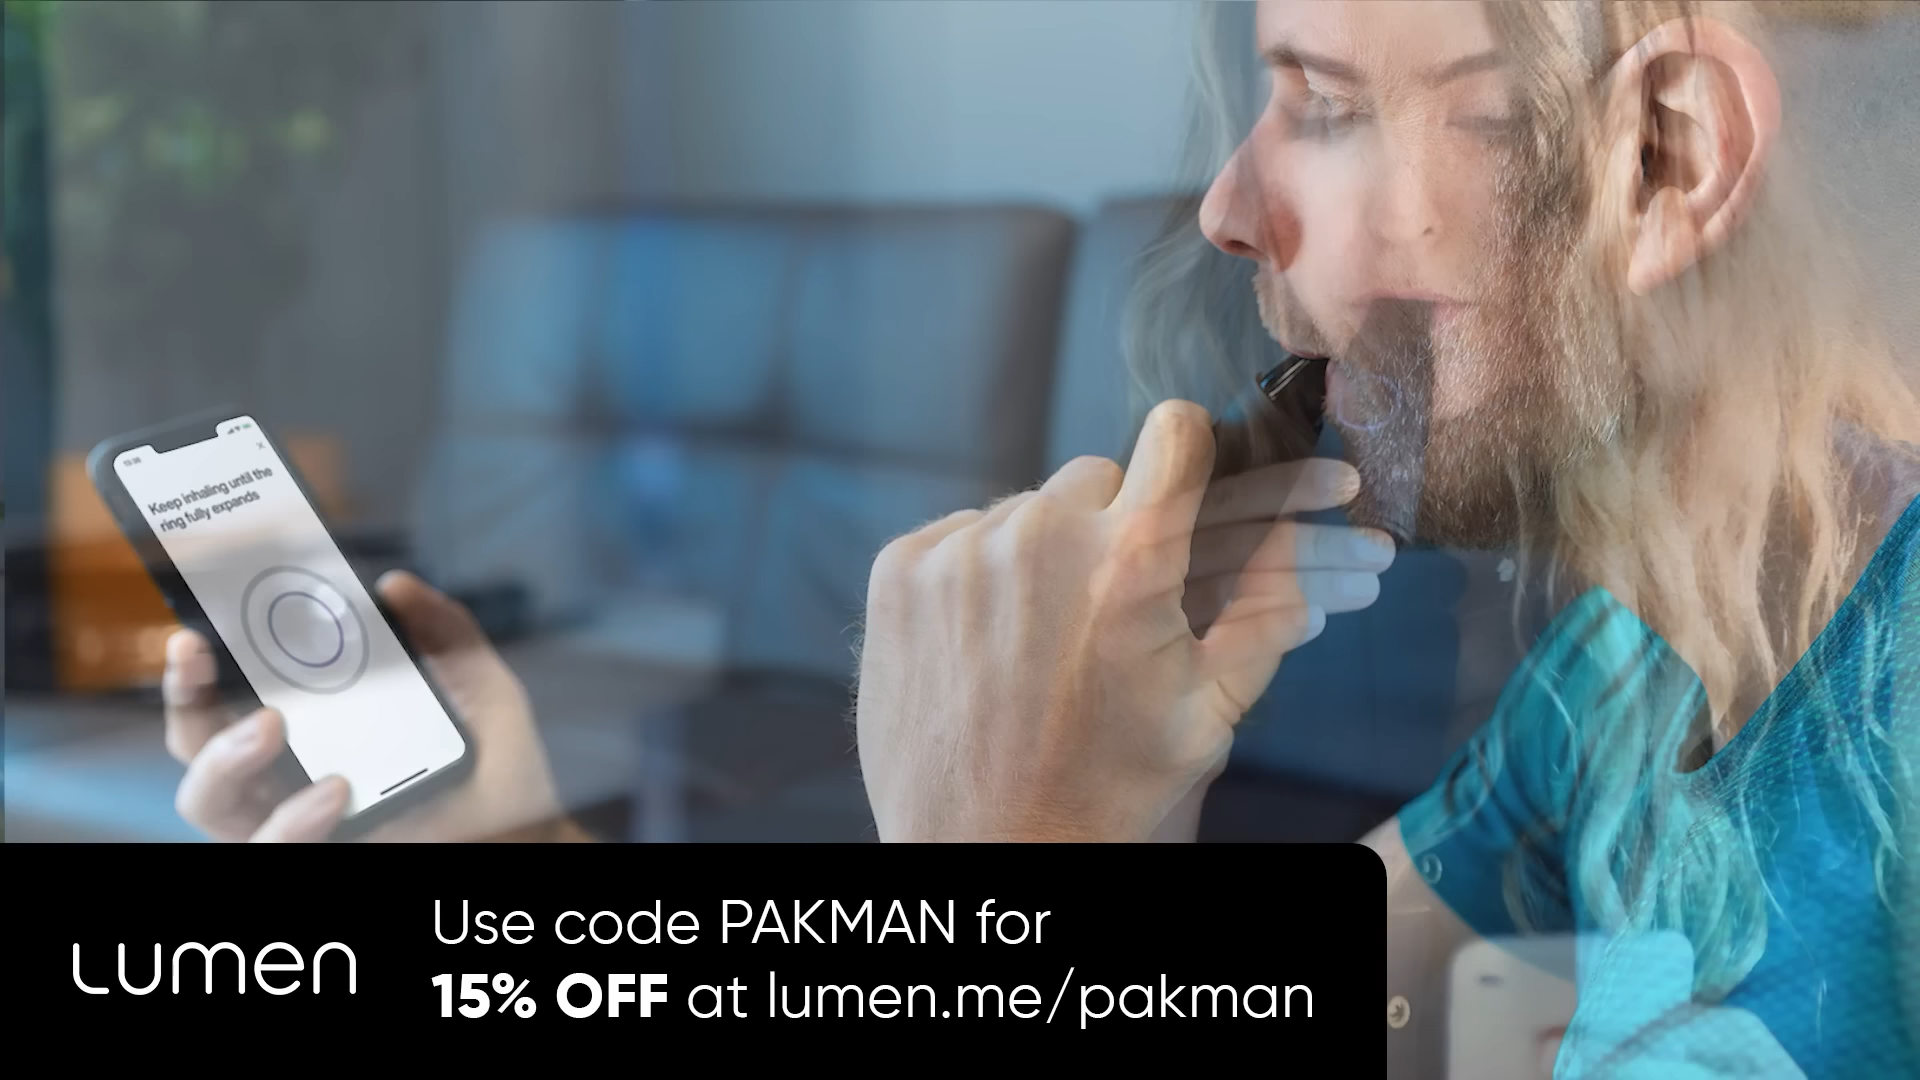 Keep inhaling until the
ring fully expands
lumen
Use code PAKMAN for
15% OFF at lumen.me/pakman